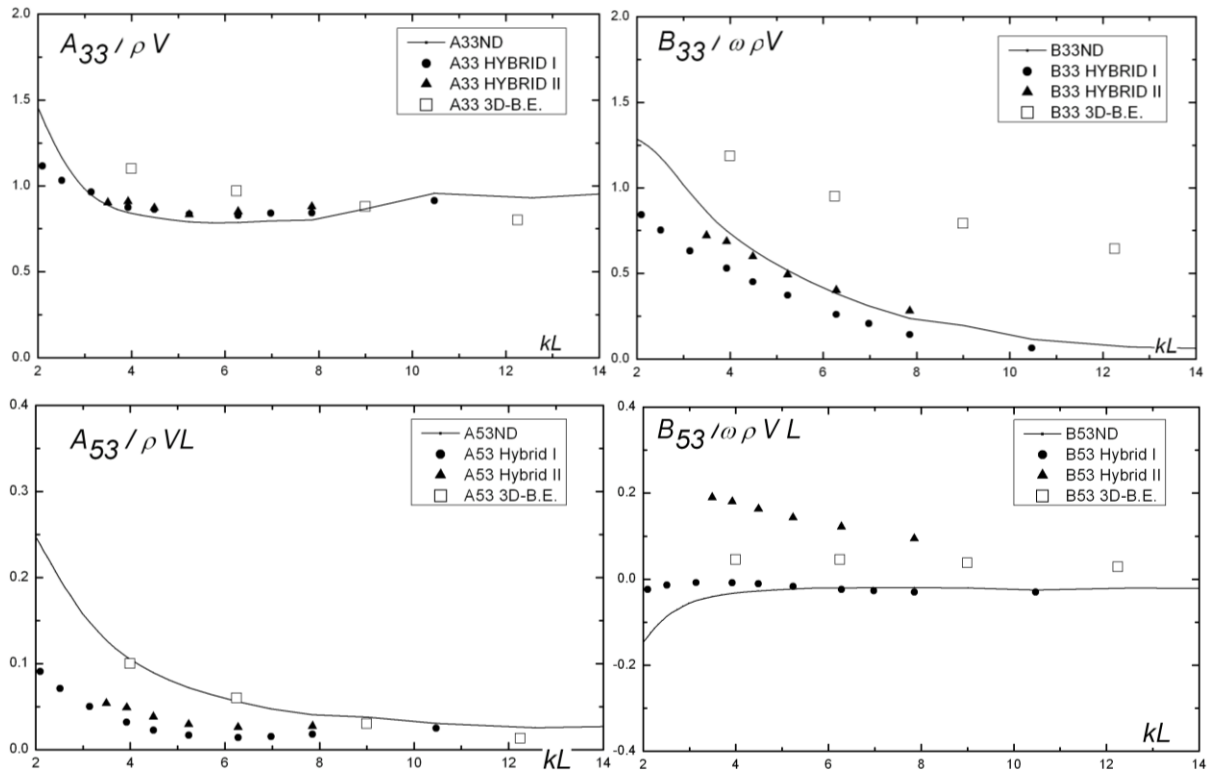 A33 / ρ V
A33ND
A33 HYBRID I
A33 HYBRID II
A33 3D-B.E.
2.0
1.5
1.0
0.5
0.0
2 4 6 8 10 12 14
kL
B33 / ω ρV
B33ND
B33 HYBRID I
B33 HYBRID II
B33 3D-B.E.
2.0
1.5
1.0
0.5
0.0
2 4 6 8 10 12 14
kL
A53 / ρ VL
A53ND
A53 Hybrid I
A53 Hybrid II
A53 3D-B.E.
0.4
0.3
0.2
0.1
0.0
2 4 6 8 10 12
kL
14
B53 /ω ρ V L
B53ND
B53 Hybrid I
B53 Hybrid II
B53 3D-B.E.
0.4
0.2
0.0
-0.2
-0.4
2 4 6 8 10 12 14
kL